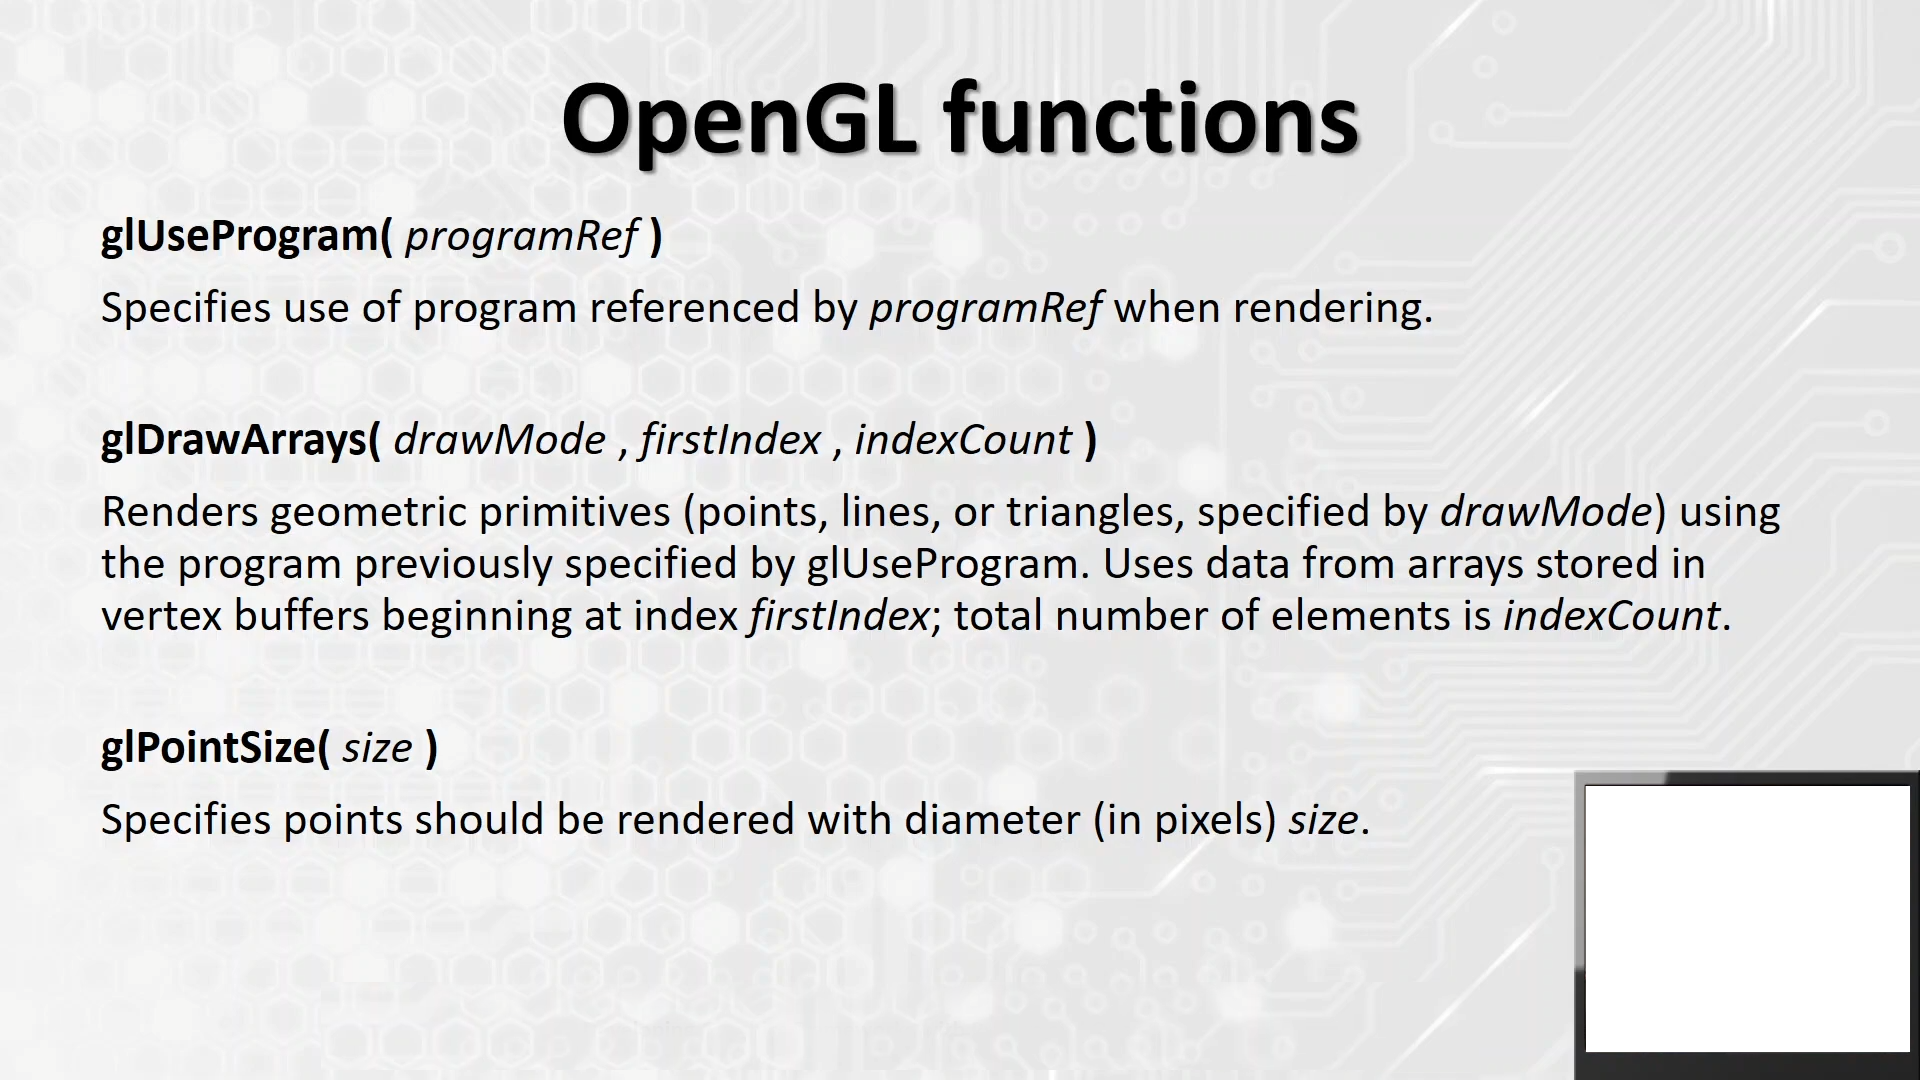 OpenGL functions
glUseProgram( programRef )
Specifies use of program referenced by programRef when rendering.
glDrawArrays( drawMode , firstIndex , indexCount )
Renders geometric primitives (points, lines, or triangles, specified by drawMode) using
the program previously specified by glUseProgram. Uses data from arrays stored in
vertex buffers beginning at index firstIndex; total number of elements is indexCount.
glPointSize( size )
Specifies points should be rendered with diameter (in pixels) size.